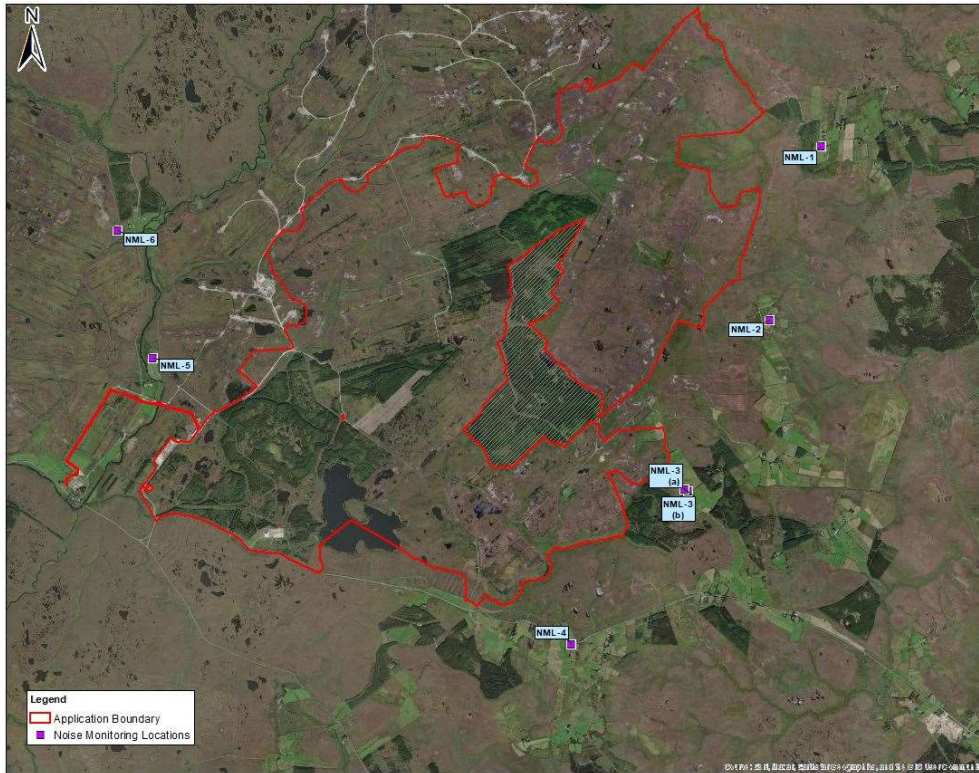 N
NML-1
NML-6
NML-2
NML-5
NML-3
(a)
NML-3
(b)
NML-4
Legend
Application Boundary
Noise Monitoring Locations